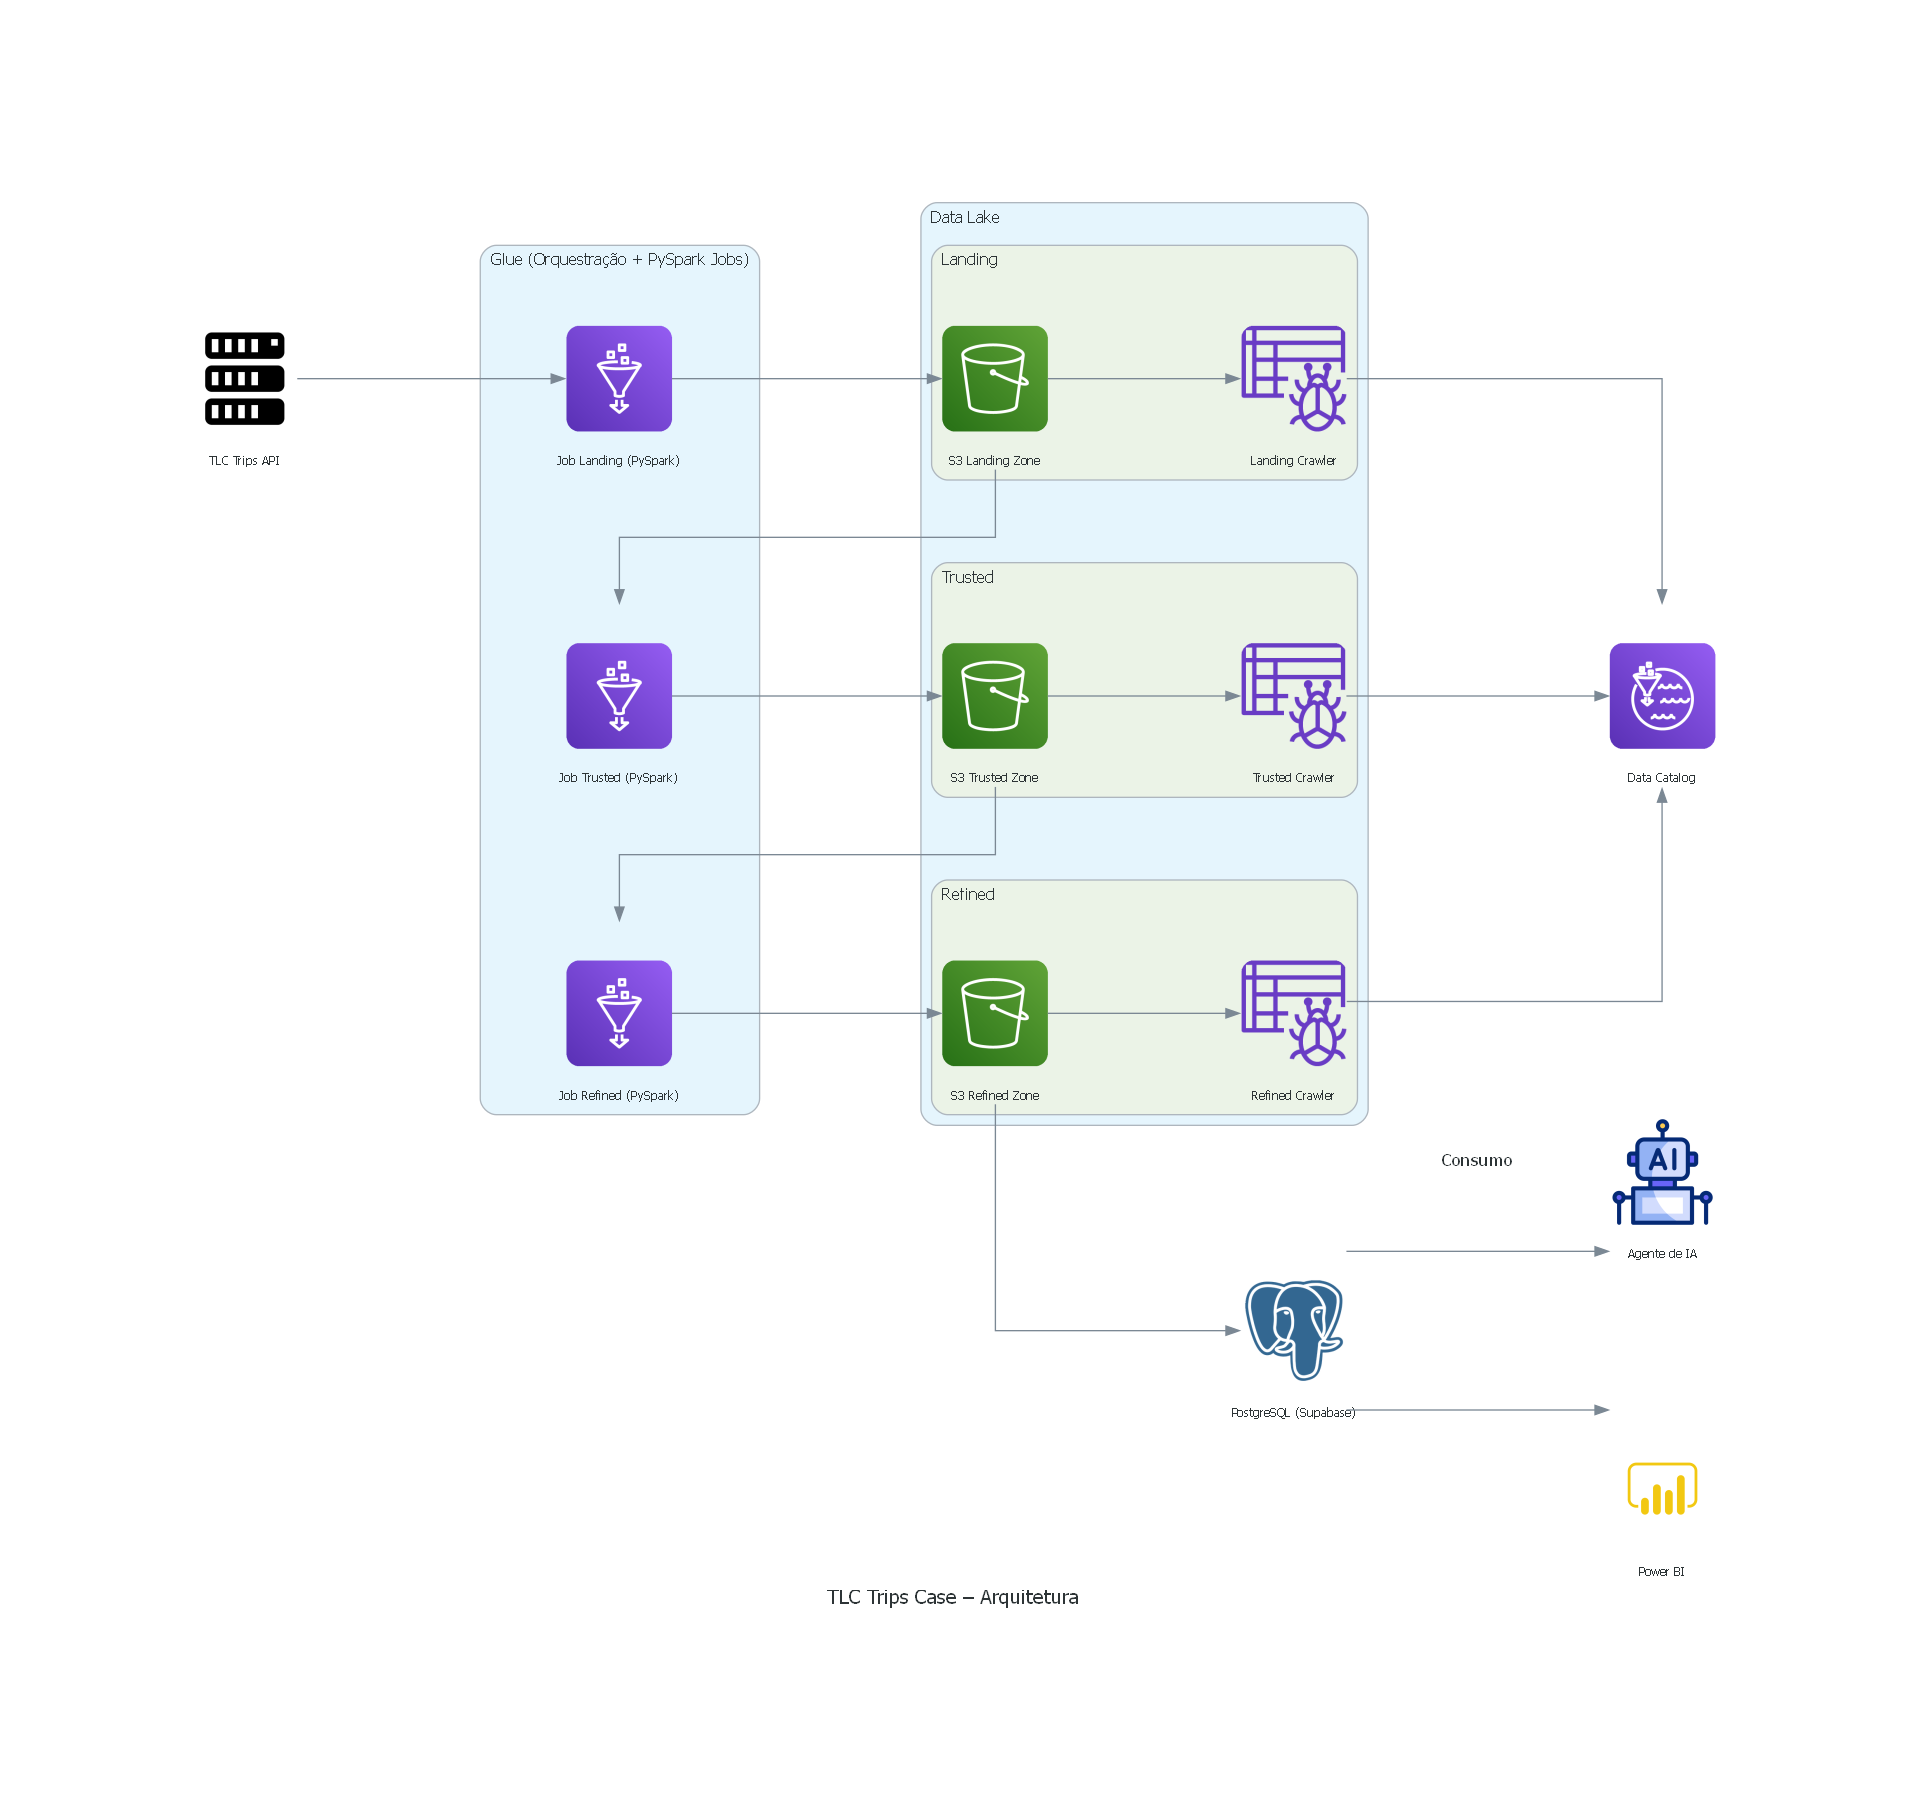 Data Lake
Glue (Orquestração + PySpark Jobs)
Landing
TLC Trips API
Job Landing (PySpark)
S3 Landing Zone
Landing Crawler
Trusted
Job Trusted (PySpark)
S3 Trusted Zone
Trusted Crawler
Data Catalog
Refined
Job Refined (PySpark)
S3 Refined Zone
Refined Crawler
Consumo
AI
Agente de IA
PostgreSQL (Supabase)
Power BI
TLC Trips Case – Arquitetura